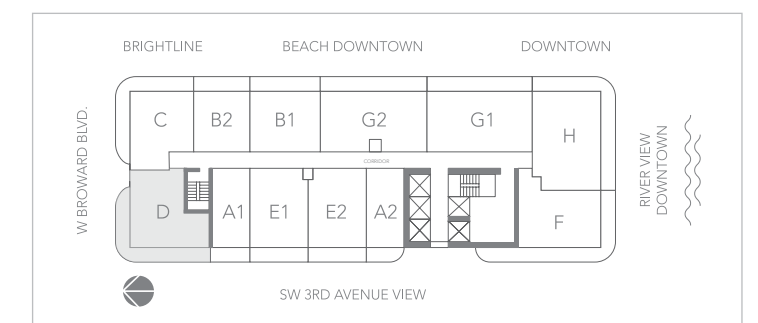 BRIGHTLINE BEACH DOWNTOWN DOWNTOWN
W BROWARD BLVD.
C B2 B1 G2 G1 H
RIVER VIEW
DOWNTOWN
CORRIDOR
D A1 E1 E2 A2 F
SW 3RD AVENUE VIEW